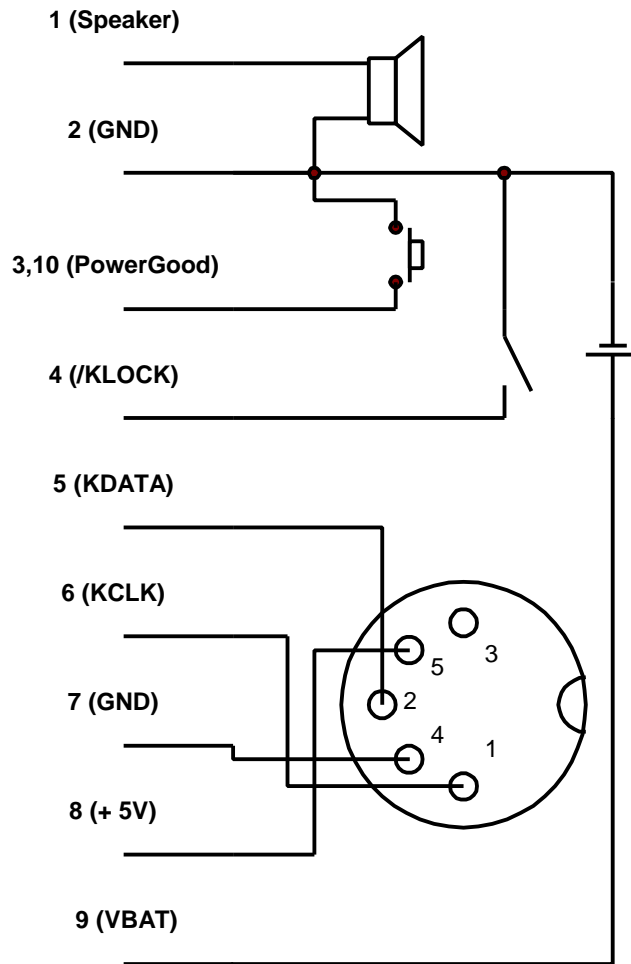 1 (Speaker)
2 (GND)
3,10 (PowerGood)
4 (/KLOCK)
5 (KDATA)
6 (KCLK)
3
5
7 (GND)
2
4
1
8 (+ 5V)
9 (VBAT)